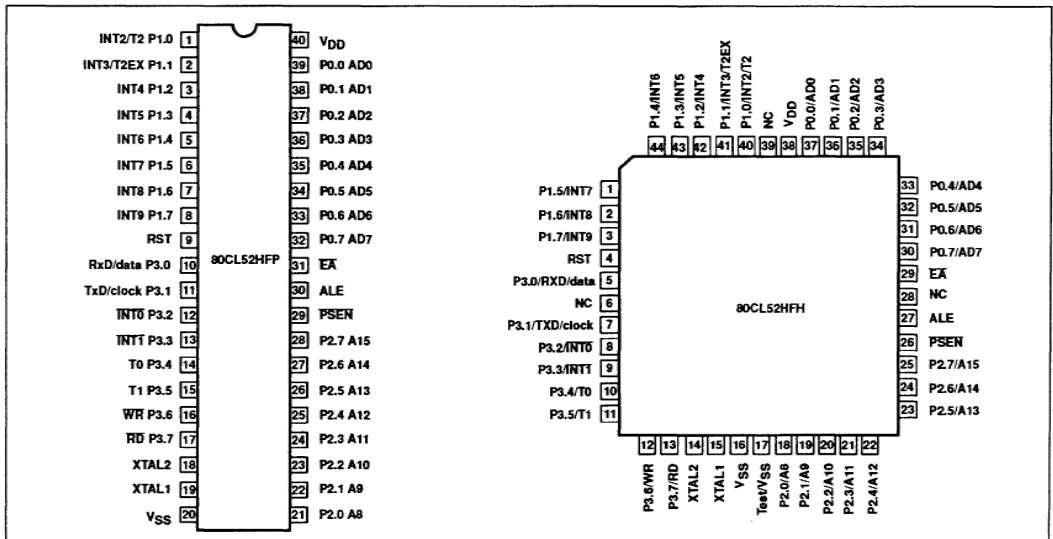 INT2/T2 P1.0 1
INT3/T2EX P1.1 2
INT4 P1.2 3
INT5 P1.3 4
INT6 P1.4 5
INT7 P1.5 6
INT8 P1.6 7
INT9 P1.7 8
RST 9
RxD/data P3.0 10
TxD/clock P3.1 11
INT0 P3.2 12
INT1 P3.3 13
T0 P3.4 14
T1 P3.5 15
WR P3.6 16
RD P3.7 17
XTAL2 18
XTAL1 19
VSS 20
80CL52HFP
40 VDD
39 P0.0 AD0
38 P0.1 AD1
37 P0.2 AD2
36 P0.3 AD3
35 P0.4 AD4
34 P0.5 AD5
33 P0.6 AD6
32 P0.7 AD7
31 EA
30 ALE
29 PSEN
28 P2.7 A15
27 P2.6 A14
26 P2.5 A13
25 P2.4 A12
24 P2.3 A11
23 P2.2 A10
22 P2.1 A9
21 P2.0 A8
P1.4/INT6 44
P1.3/INT5 43
P1.2/INT4 42
P1.1/INT3/T2EX 41
P1.0/INT2/T2 40
NC 39
VDD 38
P0.0/AD0 37
P0.1/AD1 36
P0.2/AD2 35
P0.3/AD3 34
P1.5/INT7 1
P1.6/INT8 2
P1.7/INT9 3
RST 4
P3.0/RXD/data 5
NC 6
P3.1/TXD/clock 7
P3.2/INT0 8
P3.3/INT1 9
P3.4/T0 10
P3.5/T1 11
80CL52HFH
33 P0.4/AD4
32 P0.5/AD5
31 P0.6/AD6
30 P0.7/AD7
29 EA
28 NC
27 ALE
26 PSEN
25 P2.7/A15
24 P2.6/A14
23 P2.5/A13
12 P3.6/WR
13 P3.7/RD
14 XTAL2
15 XTAL1
16 VSS
17 Test/VSS
18 P2.0/A8
19 P2.1/A9
20 P2.2/A10
21 P2.3/A11
22 P2.4/A12